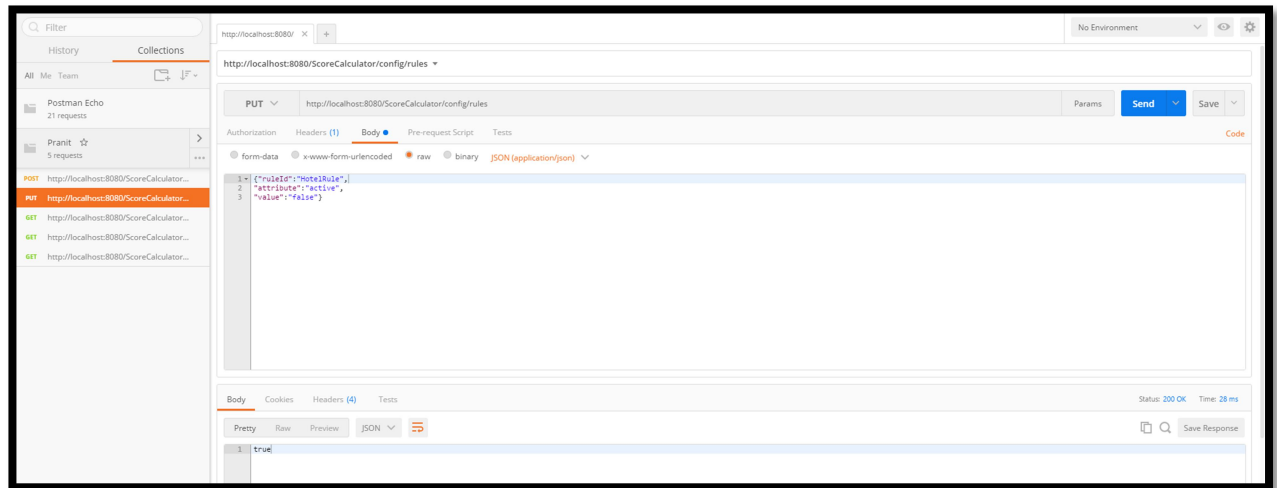 Filter
History Collections
All Me Team
Postman Echo
21 requests
Pranit
5 requests
POST http://localhost:8080/ScoreCalculator...
PUT http://localhost:8080/ScoreCalculator...
GET http://localhost:8080/ScoreCalculator...
GET http://localhost:8080/ScoreCalculator...
GET http://localhost:8080/ScoreCalculator...
http://localhost:8080/
No Environment
http://localhost:8080/ScoreCalculator/config/rules
PUT http://localhost:8080/ScoreCalculator/config/rules Params Send Save
Authorization Headers (1) Body Pre-request Script Tests Code
form-data x-www-form-urlencoded raw binary JSON (application/json)
1 {"ruleId":"HotelRule",
2 "attribute":"active",
3 "value":"false"}
Body Cookies Headers (4) Tests Status: 200 OK Time: 28 ms
Pretty Raw Preview JSON Save Response
1 true